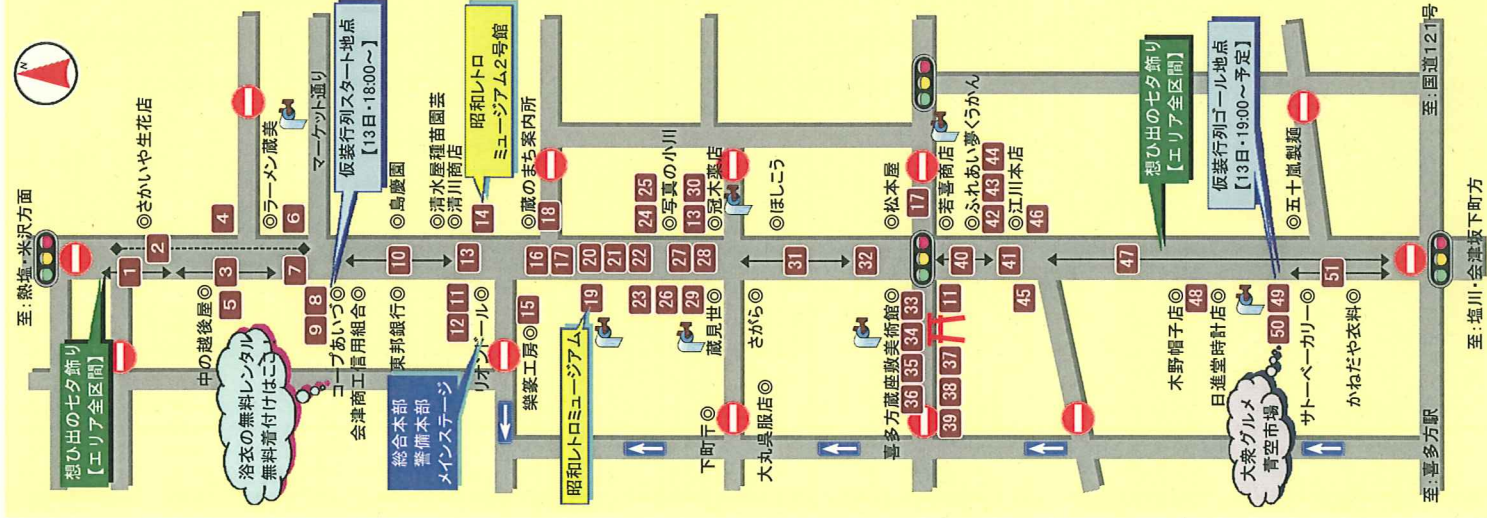 N
至:熱塩・米沢方面
想ひ出の七夕飾り
【エリア全区間】
1
2
◎さかいや生花店
3
4
中の越後屋◎
5
◎ラーメン蔵美
6
7
マーケット通り
浴衣の無料レンタル
無料着付けはここ
9
8
仮装行列スタート地点
【13日・18:00~】
コープあいづ◎
会津商工信用組合◎
10
◎島慶園
東邦銀行◎
12
11
13
◎清水屋種苗園芸
◎清川商店
14
昭和レトロ
ミュージアム2号館
総合本部
警備本部
メインステージ
リオンドール◎
15
樂篆工房◎
16
17
18
◎蔵のまち案内所
昭和レトロミュージアム
19
20
21
22
23
24
25
◎写真の小川
26
27
13
30
28
29
◎冠木薬店
蔵見世◎
さがら◎
下町〒◎
大丸呉服店◎
◎ほしこう
31
32
◎松本屋
17
喜多方蔵座敷美術館◎
36
35
34
33
39
38
37
11
◎若喜商店
◎ふれあい夢くうかん
42
43
44
◎江川本店
40
41
46
45
47
想ひ出の七夕飾り
【エリア全区間】
木野帽子店◎
48
日進堂時計店◎
仮装行列ゴール地点
【13日・19:00~予定】
大衆グルメ
青空市場
50
49
サトーベーカリー◎
◎五十嵐製麺
51
かねだや衣料◎
至:喜多方駅
至:塩川・会津坂下町方
至:国道121号